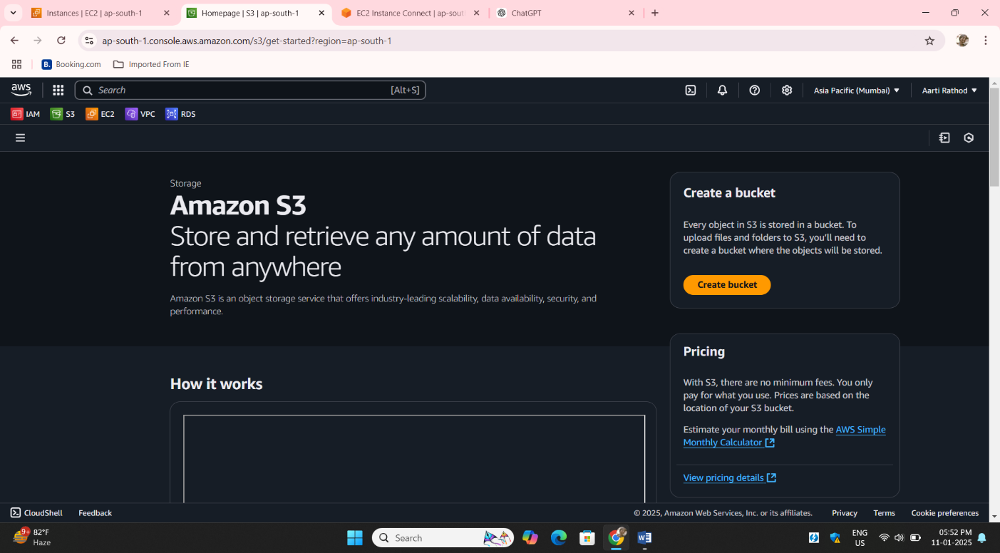 Instances | EC2 | ap-south-1
Homepage | S3 | ap-south-1
EC2 Instance Connect | ap-sout
ChatGPT
ap-south-1.console.aws.amazon.com/s3/get-started?region=ap-south-1
B. Booking.com
Imported From IE
aws
Search
[Alt+S]
Asia Pacific (Mumbai)
Aarti Rathod
IAM
S3
EC2
VPC
RDS
Storage
Amazon S3
Store and retrieve any amount of data
from anywhere
Amazon S3 is an object storage service that offers industry-leading scalability, data availability, security, and
performance.
Create a bucket
Every object in S3 is stored in a bucket. To
upload files and folders to S3, you'll need to
create a bucket where the objects will be stored.
Create bucket
Pricing
With S3, there are no minimum fees. You only
pay for what you use. Prices are based on the
location of your S3 bucket.
Estimate your monthly bill using the AWS Simple
Monthly Calculator
View pricing details
How it works
CloudShell
Feedback
© 2025, Amazon Web Services, Inc. or its affiliates.
Privacy
Terms
Cookie preferences
9+
82°F
Haze
Search
W
ENG
US
05:52 PM
11-01-2025